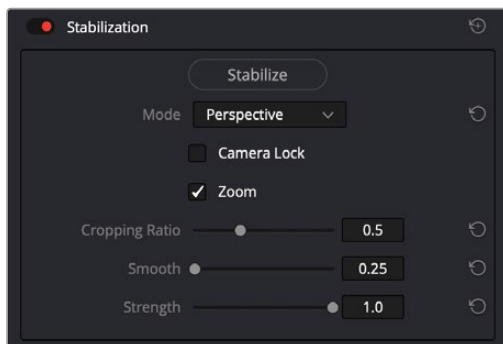 Stabilization
Stabilize
Mode Perspective
Camera Lock
Zoom
Cropping Ratio 0.5
Smooth 0.25
Strength 1.0